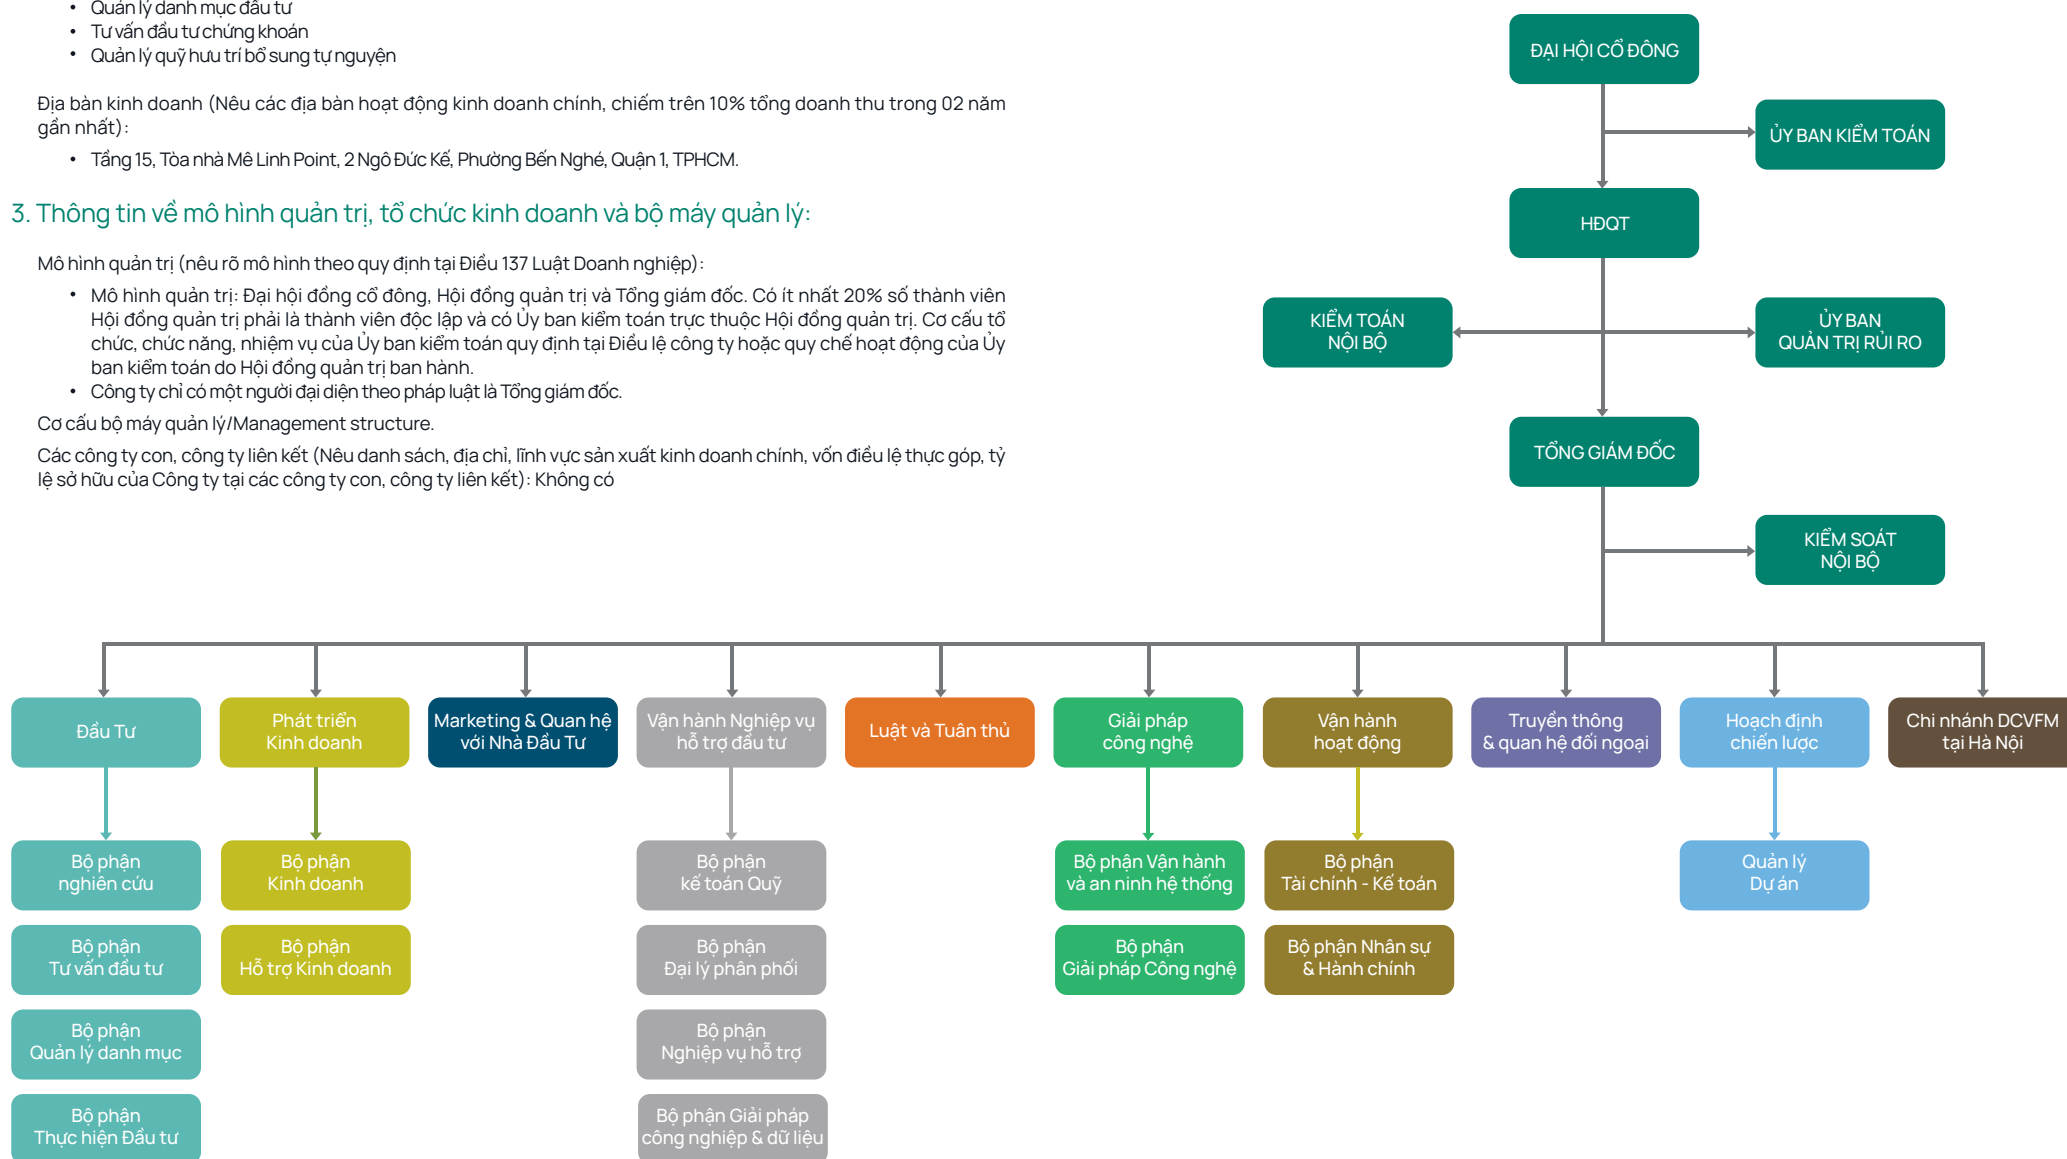 • Quản lý danh mục đầu tư
• Tư vấn đầu tư chứng khoán
• Quản lý quỹ hưu trí bổ sung tự nguyện
Địa bàn kinh doanh (Nêu các địa bàn hoạt động kinh doanh chính, chiếm trên 10% tổng doanh thu trong 02 năm
gần nhất):
• Tầng 15, Tòa nhà Mê Linh Point, 2 Ngô Đức Kế, Phường Bến Nghé, Quận 1, TPHCM.
3. Thông tin về mô hình quản trị, tổ chức kinh doanh và bộ máy quản lý:
Mô hình quản trị (nêu rõ mô hình theo quy định tại Điều 137 Luật Doanh nghiệp):
• Mô hình quản trị: Đại hội đồng cổ đông, Hội đồng quản trị và Tổng giám đốc. Có ít nhất 20% số thành viên
Hội đồng quản trị phải là thành viên độc lập và có Ủy ban kiểm toán trực thuộc Hội đồng quản trị. Cơ cấu tổ
chức, chức năng, nhiệm vụ của Ủy ban kiểm toán quy định tại Điều lệ công ty hoặc quy chế hoạt động của Ủy
ban kiểm toán do Hội đồng quản trị ban hành.
• Công ty chỉ có một người đại diện theo pháp luật là Tổng giám đốc.
Cơ cấu bộ máy quản lý/Management structure.
Các công ty con, công ty liên kết (Nêu danh sách, địa chỉ, lĩnh vực sản xuất kinh doanh chính, vốn điều lệ thực góp, tỷ
lệ sở hữu của Công ty tại các công ty con, công ty liên kết): Không có
ĐẠI HỘI CỔ ĐÔNG
ỦY BAN KIỂM TOÁN
HĐQT
KIỂM TOÁN
NỘI BỘ
ỦY BAN
QUẢN TRỊ RỦI RO
TỔNG GIÁM ĐỐC
KIỂM SOÁT
NỘI BỘ
Đầu Tư
Phát triển
Kinh doanh
Marketing & Quan hệ
với Nhà Đầu Tư
Vận hành Nghiệp vụ
hỗ trợ đầu tư
Luật và Tuân thủ
Giải pháp
công nghệ
Vận hành
hoạt động
Truyền thông
& quan hệ đối ngoại
Hoạch định
chiến lược
Chi nhánh DCVFM
tại Hà Nội
Bộ phận
nghiên cứu
Bộ phận
Kinh doanh
Bộ phận
kế toán Quỹ
Bộ phận Vận hành
và an ninh hệ thống
Bộ phận
Tài chính - Kế toán
Quản lý
Dự án
Bộ phận
Tư vấn đầu tư
Bộ phận
Hỗ trợ Kinh doanh
Bộ phận
Đại lý phân phối
Bộ phận
Giải pháp Công nghệ
Bộ phận Nhân sự
& Hành chính
Bộ phận
Quản lý danh mục
Bộ phận
Nghiệp vụ hỗ trợ
Bộ phận
Thực hiện Đầu tư
Bộ phận Giải pháp
công nghiệp & dữ liệu